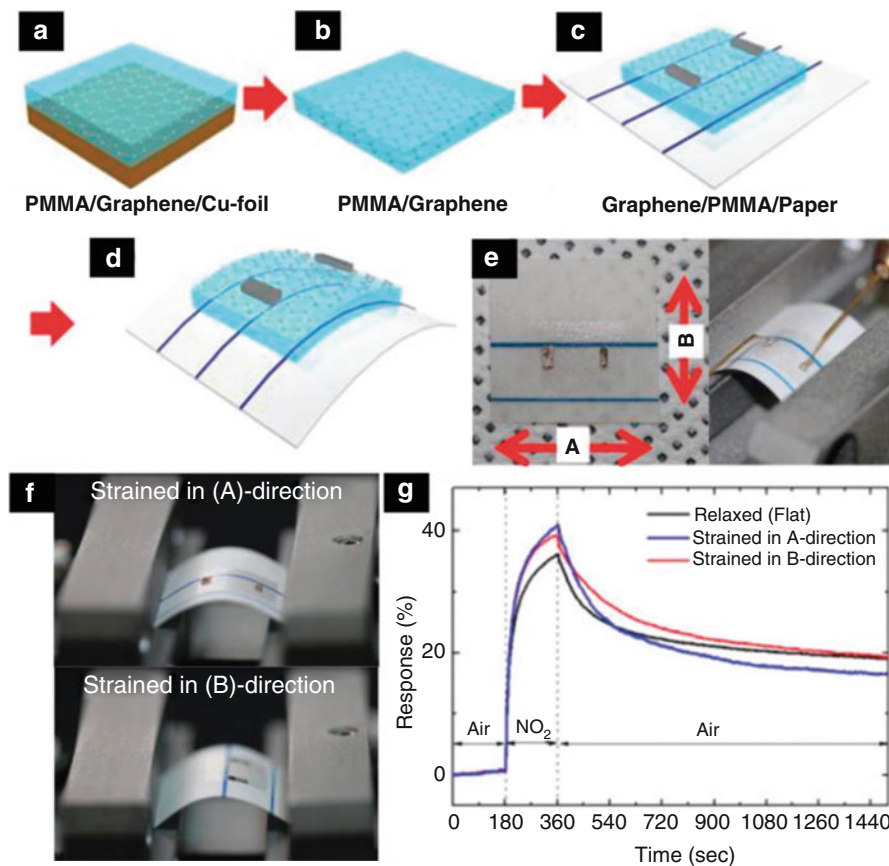 a
b
c
PMMA/Graphene/Cu-foil
PMMA/Graphene
Graphene/PMMA/Paper
d
e
B
A
f
Strained in (A)-direction
Strained in (B)-direction
g
Relaxed (Flat)
Strained in A-direction
Strained in B-direction
Response (%)
40
20
0
Air
NO₂
Air
0 180 360 540 720 900 1080 1260 1440
Time (sec)